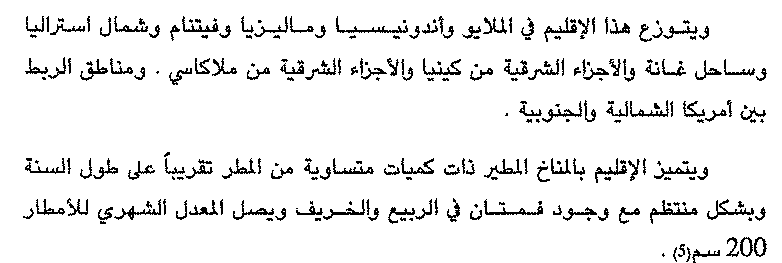 ويتوزع هذا الإقليم في الملايو وأندونيسيا وماليزيا وفيتنام وشمال استراليا
وساحل غانة والأجزاء الشرقية من كينيا والأجزاء الشرقية من ملاكاسي . ومناطق الربط
بين أمريكا الشمالية والجنوبية .
ويتميز الإقليم بالمناخ المطير ذات كميات متساوية من المطر تقريباً على طول السنة
وبشكل منتظم مع وجود قمتان في الربيع والخريف ويصل المعدل الشهري للأمطار
200 سم(5) .